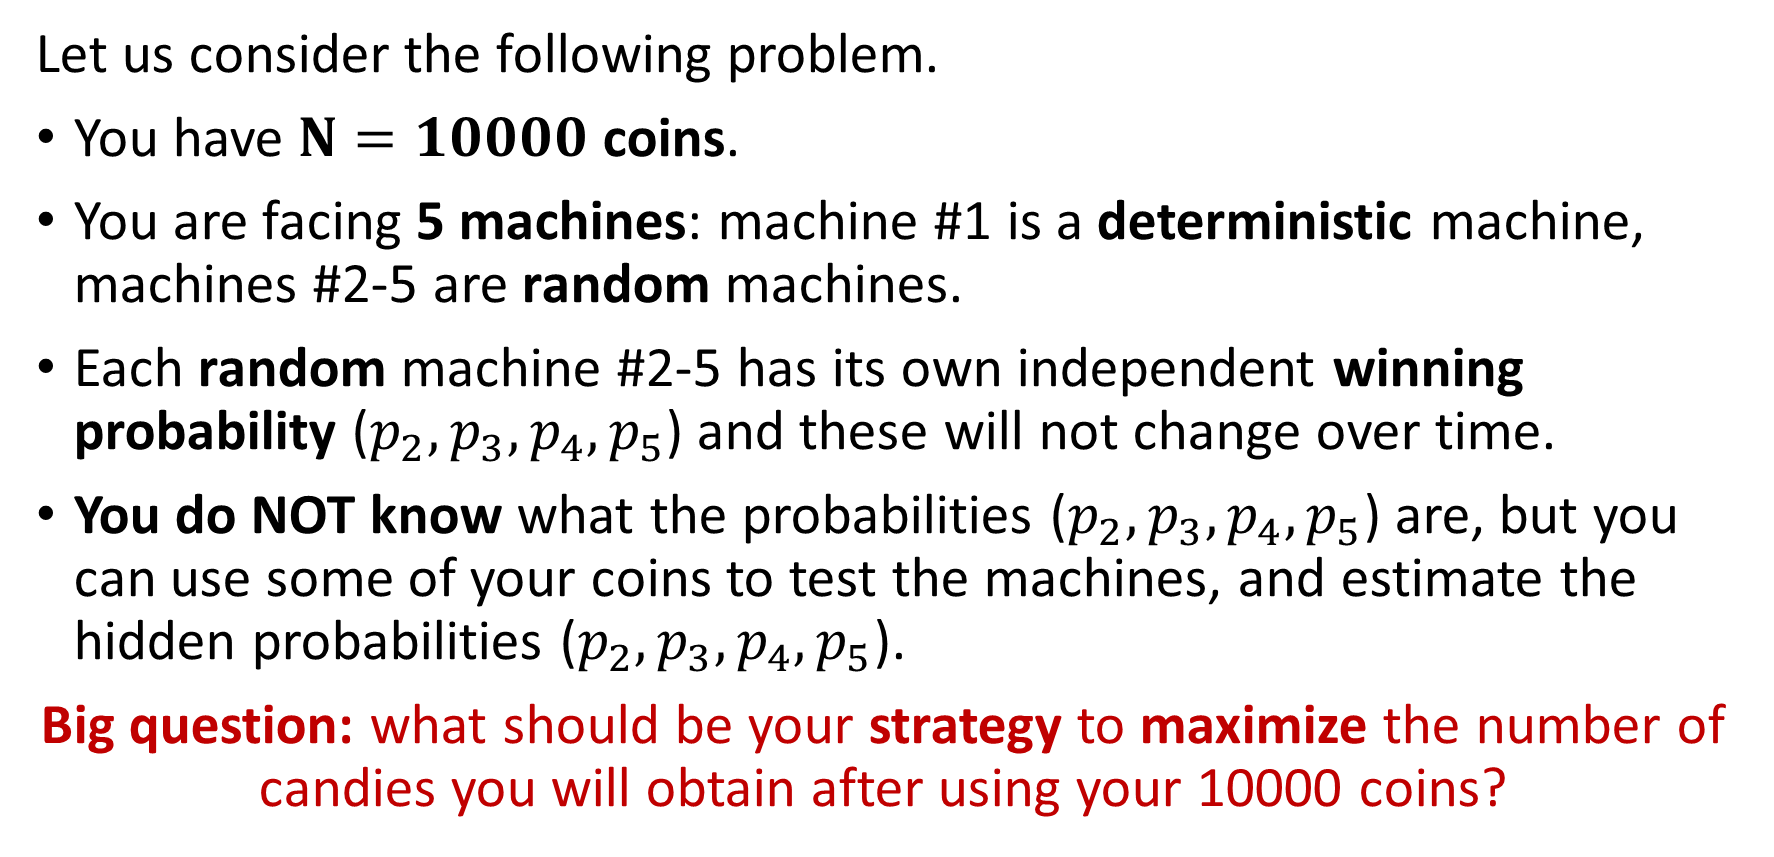 Let us consider the following problem.
• You have N = 10000 coins.
• You are facing 5 machines: machine #1 is a deterministic machine,
machines #2-5 are random machines.
• Each random machine #2-5 has its own independent winning
probability (𝑝₂, 𝑝₃, 𝑝₄, 𝑝₅) and these will not change over time.
• You do NOT know what the probabilities (𝑝₂, 𝑝₃, 𝑝₄, 𝑝₅) are, but you
can use some of your coins to test the machines, and estimate the
hidden probabilities (𝑝₂, 𝑝₃, 𝑝₄, 𝑝₅).
Big question: what should be your strategy to maximize the number of
candies you will obtain after using your 10000 coins?